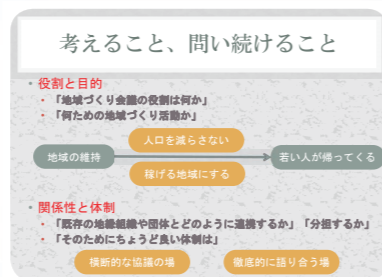 考えること、問い続けること
・役割と目的
・「地域づくり会議の役割は何か」
・「何ための地域づくり活動か」
人口を減らさない
地域の維持
若い人が帰ってくる
稼げる地域にする
・関係性と体制
・「既存の地縁組織や団体とどのように連携するか」「分担するか」
・「そのためにちょうど良い体制は」
横断的な協議の場
徹底的に語り合う場